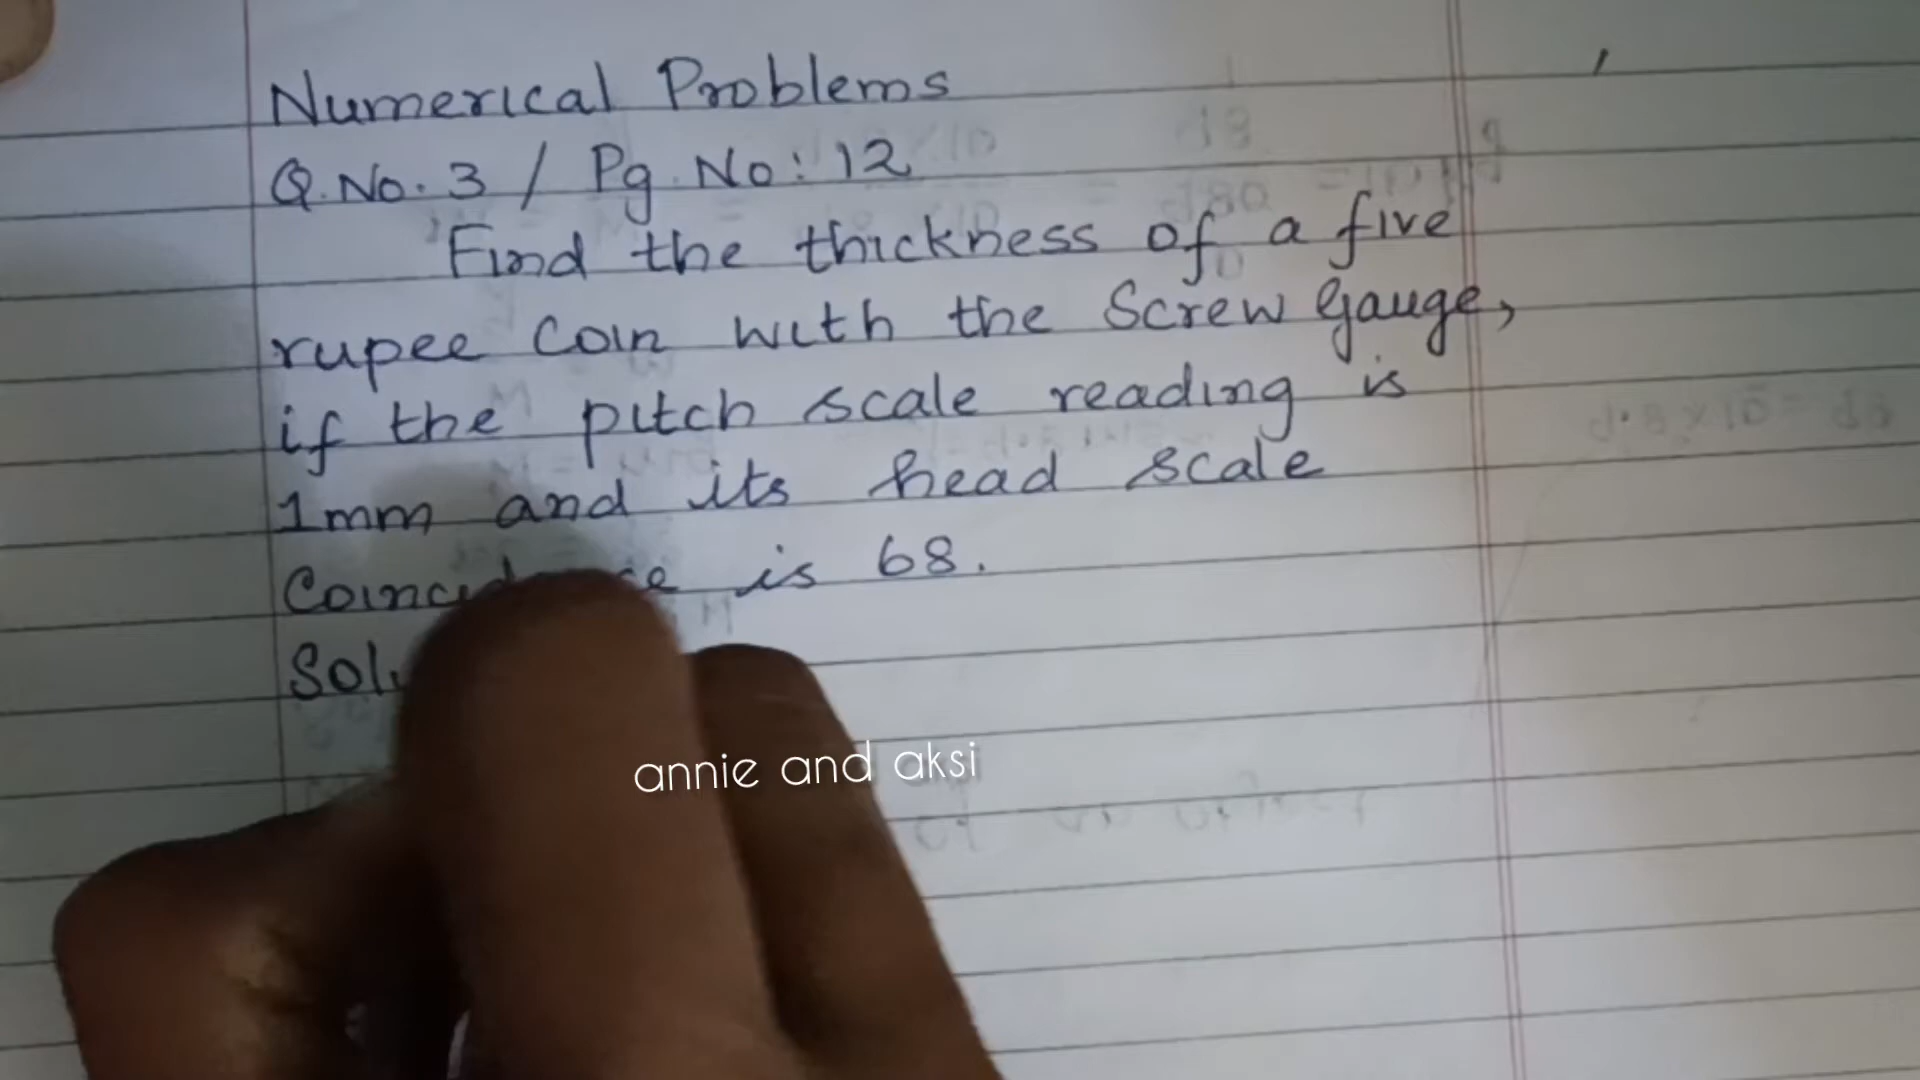 Numerical Problems
Q.No. 3 / Pg.No: 12
Find the thickness of a five
rupee coin with the Screw Gauge,
if the pitch scale reading is
1mm and its head scale
is 68.
annie and aksi